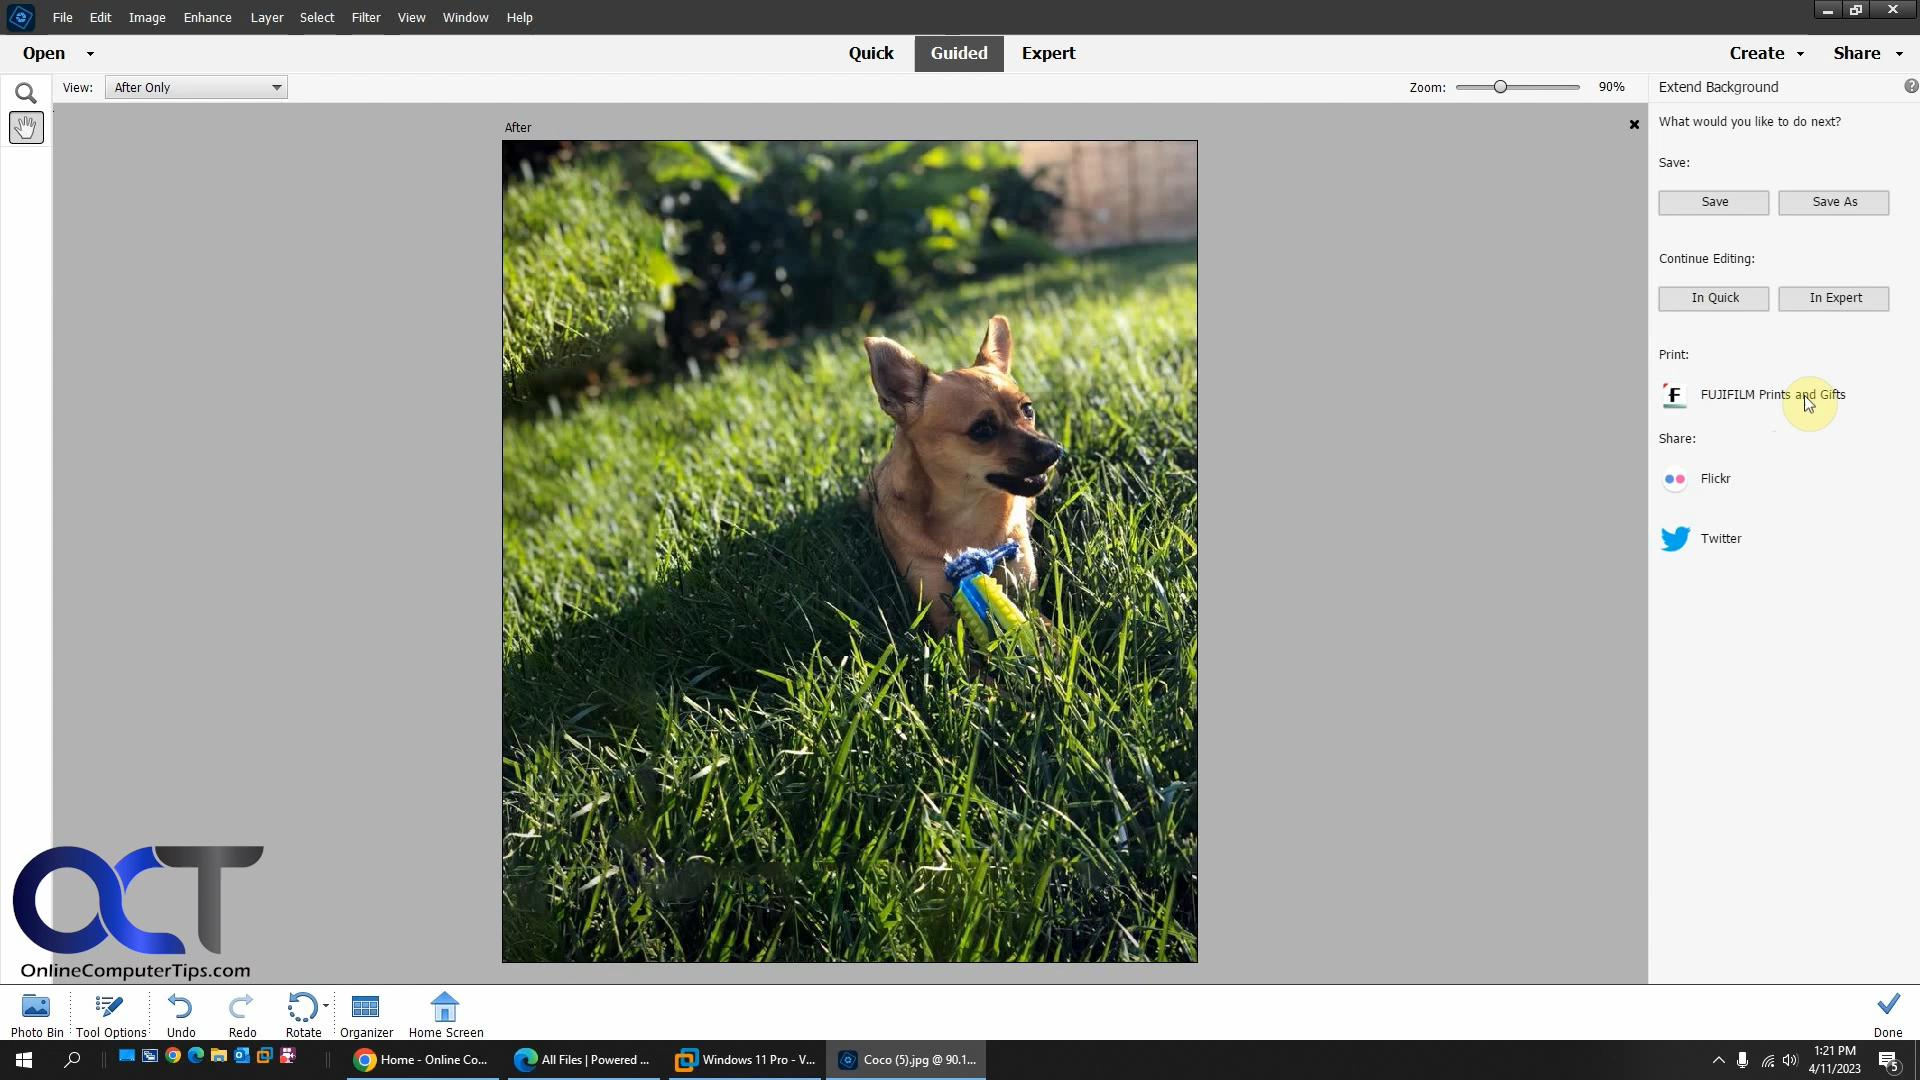 File Edit Image Enhance Layer Select Filter View Window Help
Open Quick Guided Expert Create Share
View: After Only Zoom: 90% Extend Background
After
What would you like to do next?
Save:
Save Save As
Continue Editing:
In Quick In Expert
Print:
F FUJIFILM Prints and Gifts
Share:
Flickr
Twitter
OCT
OnlineComputerTips.com
Photo Bin Tool Options Undo Redo Rotate Organizer Home Screen Done
Home - Online Co... All Files | Powered ... Windows 11 Pro - V... Coco (5).jpg @ 90.1...
1:21 PM
4/11/2023
5